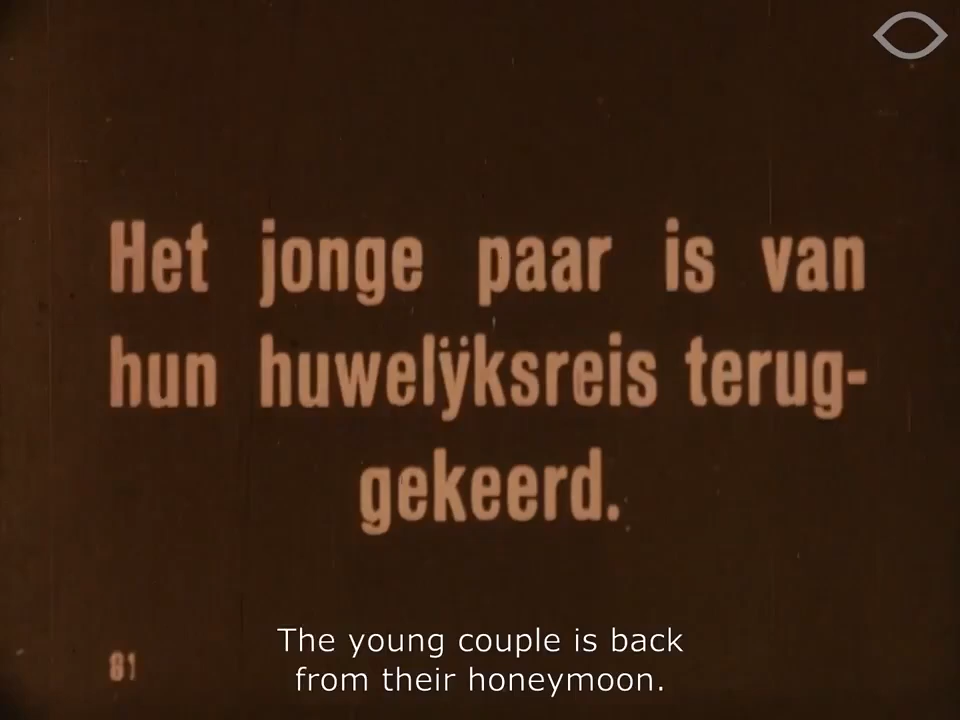 Het jonge paar is van
hun huwelÿksreis terug-
gekeerd.
81
The young couple is back
from their honeymoon.